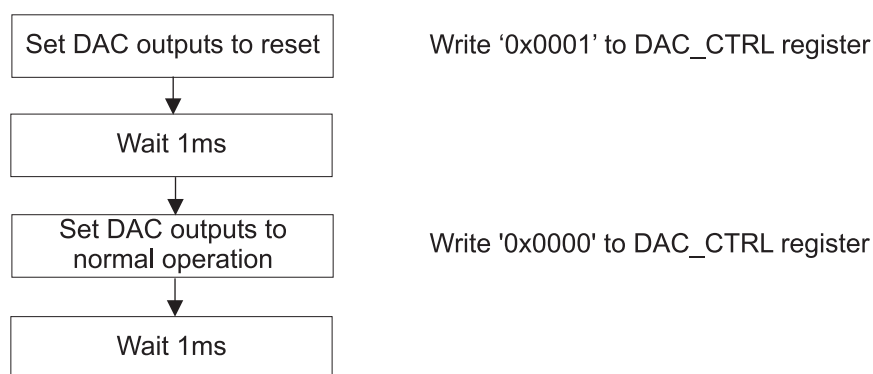 Set DAC outputs to reset
Write ‘0x0001’ to DAC_CTRL register
Wait 1ms
Set DAC outputs to
normal operation
Write '0x0000' to DAC_CTRL register
Wait 1ms